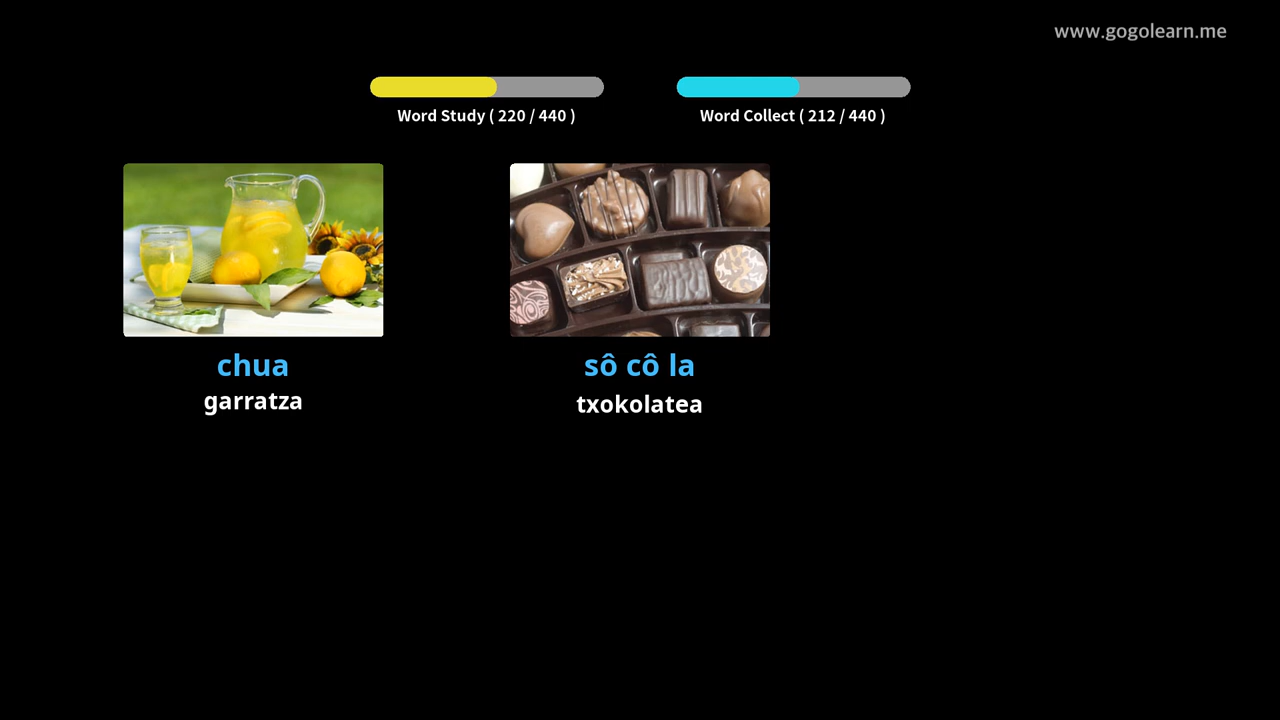 www.gogolearn.me
Word Study ( 220 / 440 )
Word Collect ( 212 / 440 )
chua
garratza
sô cô la
txokolatea